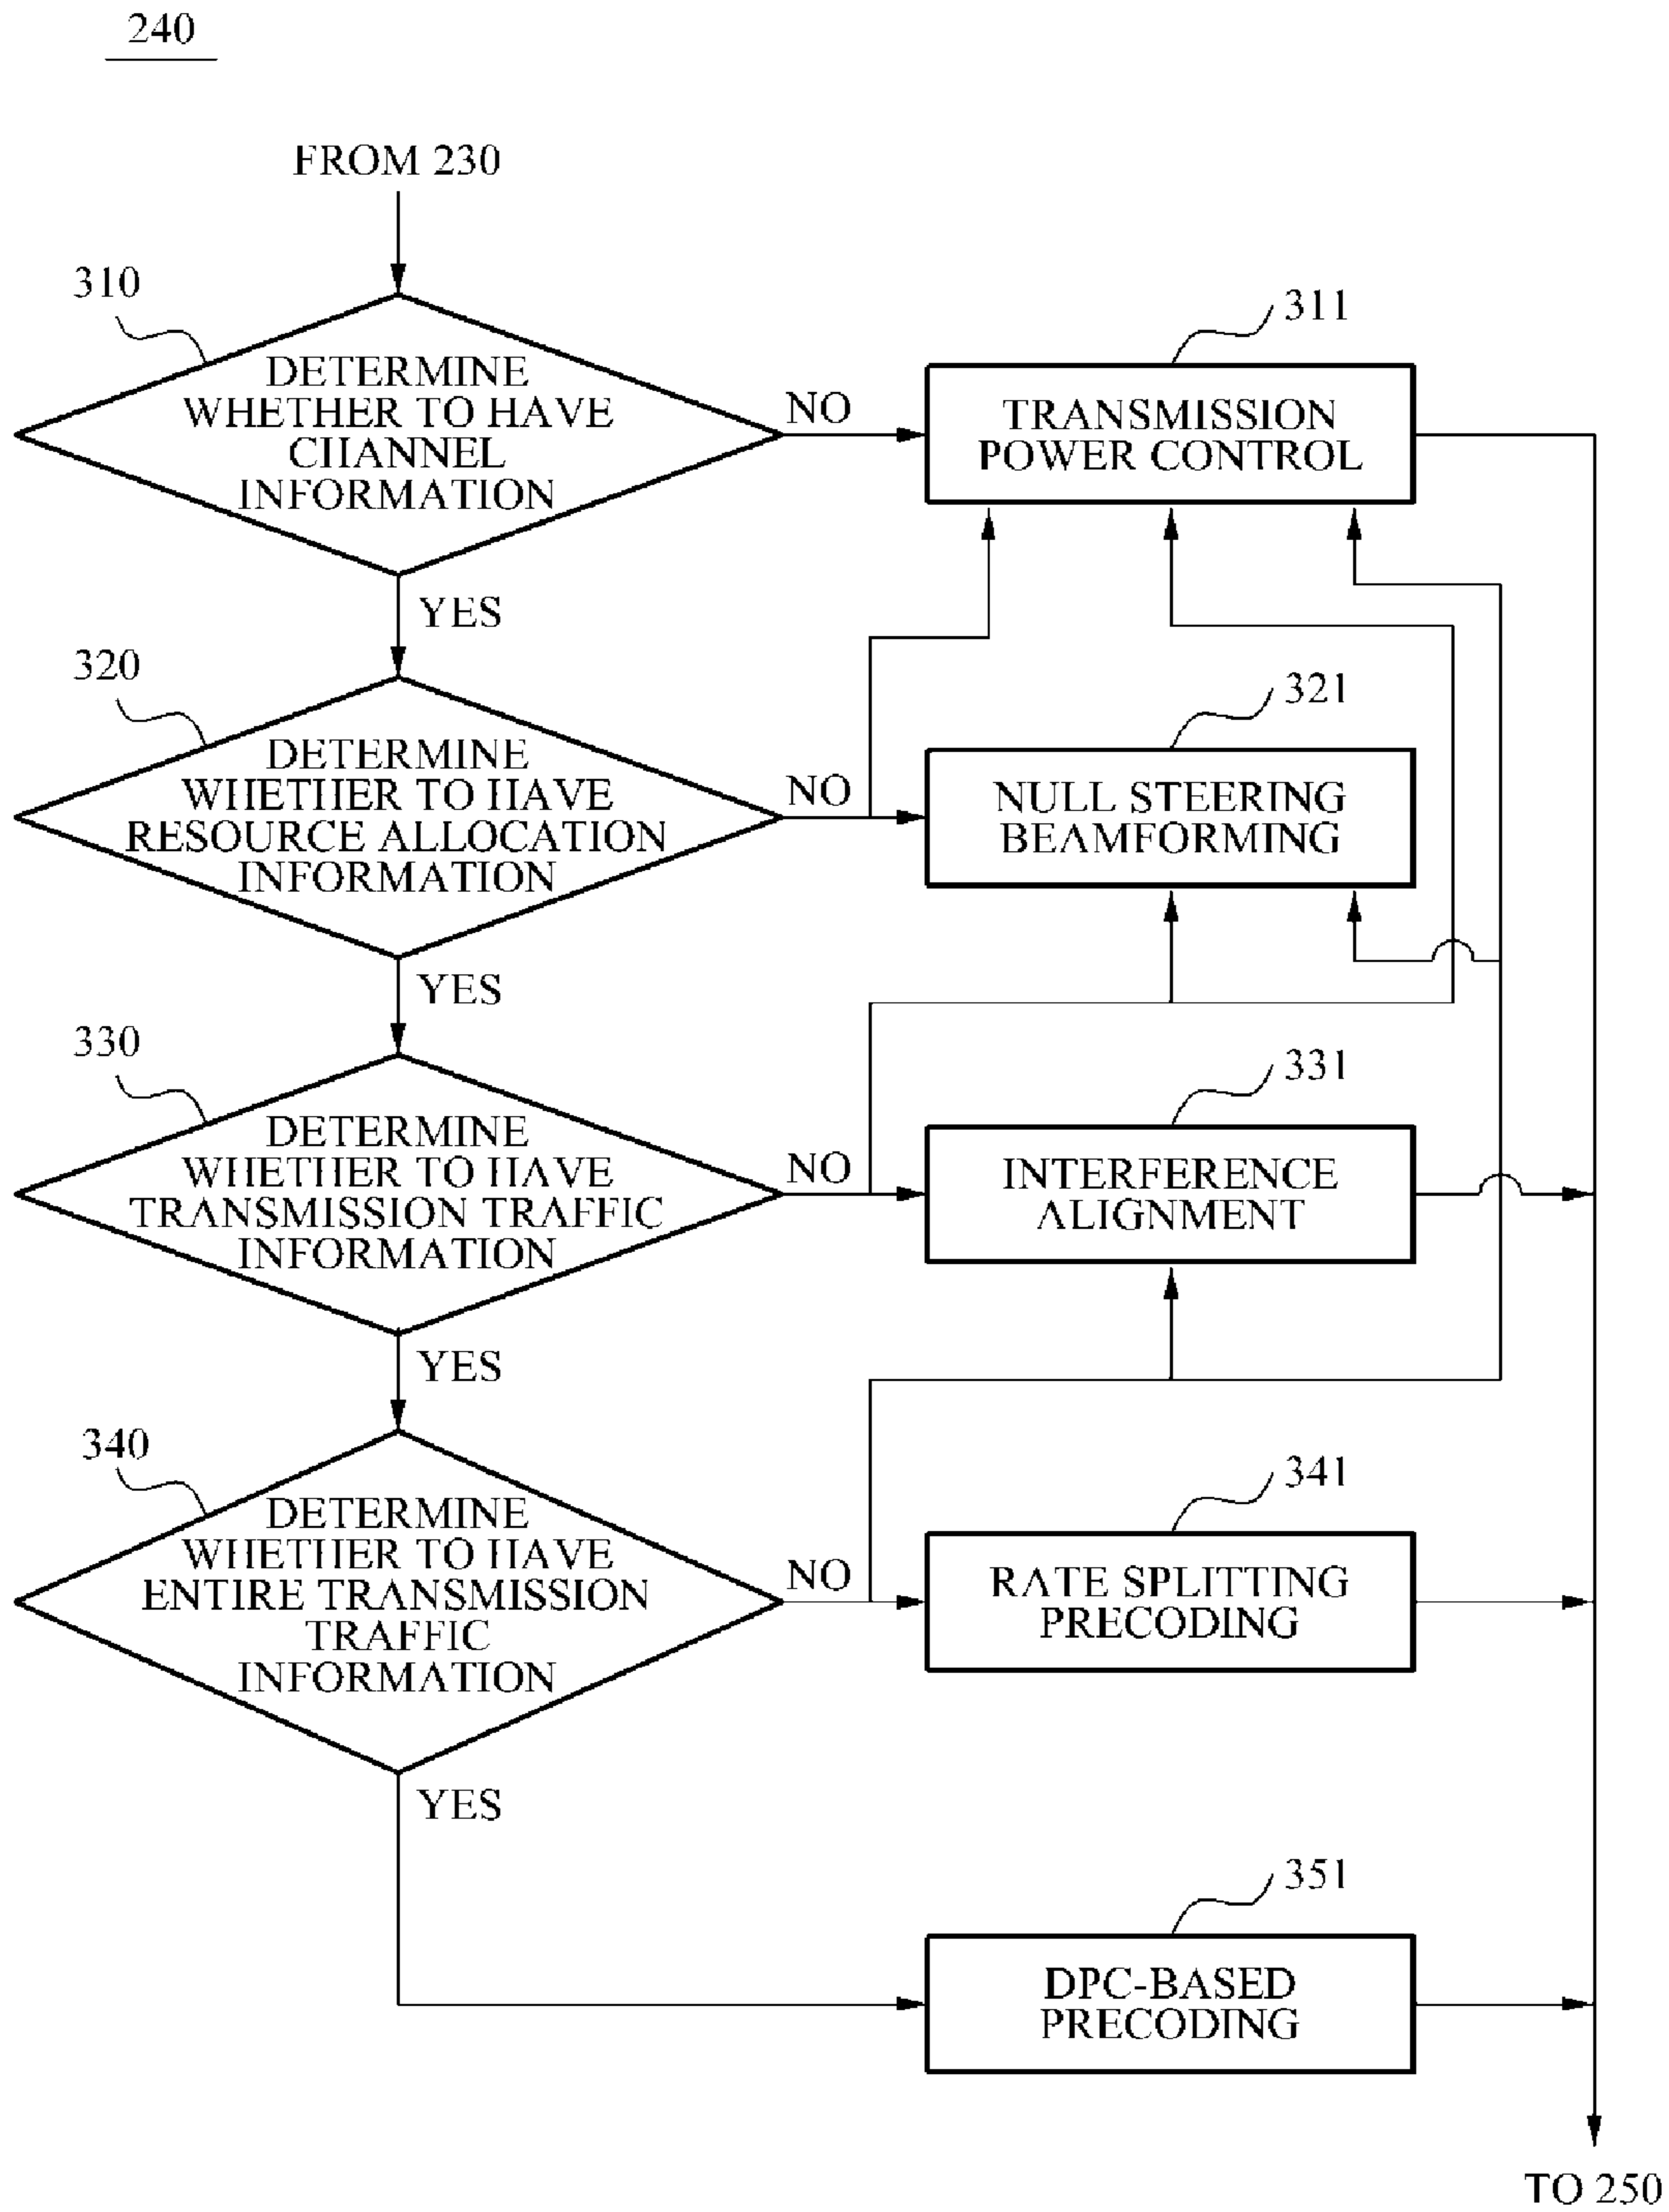 240
FROM 230
310
DETERMINE
WHETHER TO HAVE
CHANNEL
INFORMATION
NO
311
TRANSMISSION
POWER CONTROL
YES
320
DETERMINE
WHETHER TO HAVE
RESOURCE ALLOCATION
INFORMATION
NO
321
NULL STEERING
BEAMFORMING
YES
330
DETERMINE
WHETHER TO HAVE
TRANSMISSION TRAFFIC
INFORMATION
NO
331
INTERFERENCE
ALIGNMENT
YES
340
DETERMINE
WHETHER TO HAVE
ENTIRE TRANSMISSION
TRAFFIC
INFORMATION
NO
341
RATE SPLITTING
PRECODING
YES
351
DPC-BASED
PRECODING
TO 250